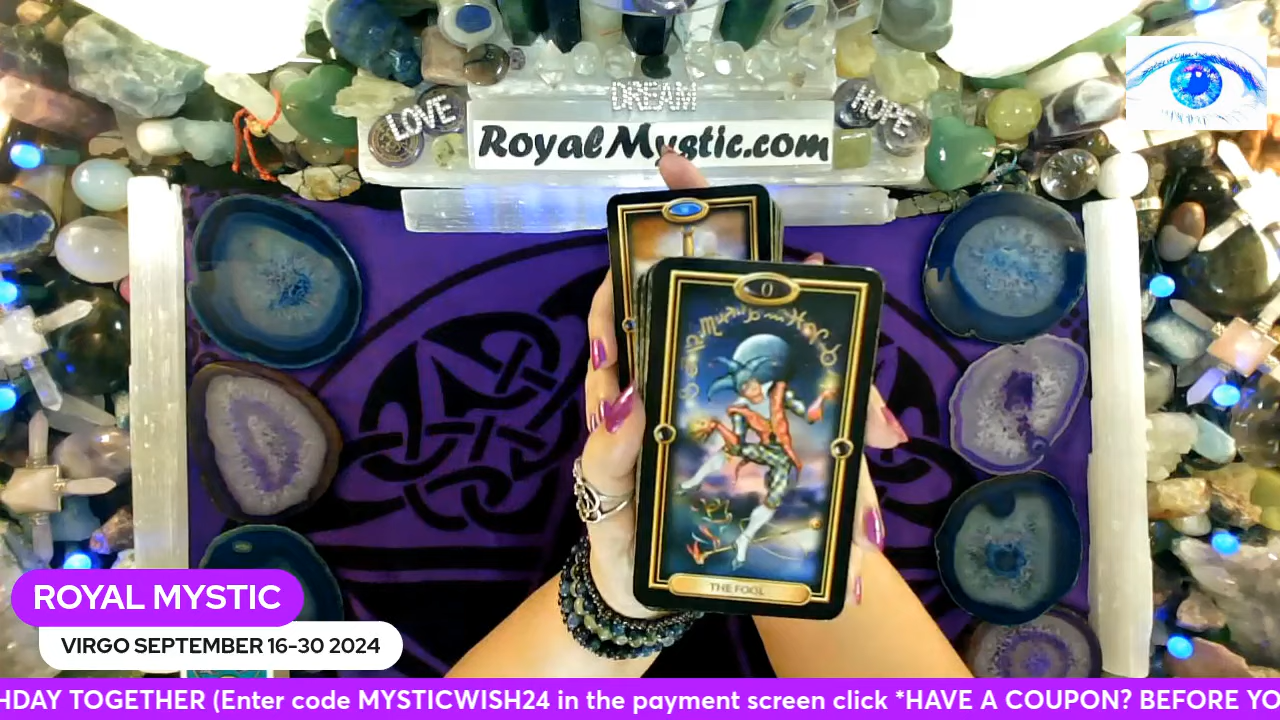 DREAM
LOVE
HOPE
RoyalMystic.com
0
THE FOOL
ROYAL MYSTIC
VIRGO SEPTEMBER 16-30 2024
HDAY TOGETHER (Enter code MYSTICWISH24 in the payment screen click *HAVE A COUPON? BEFORE YO